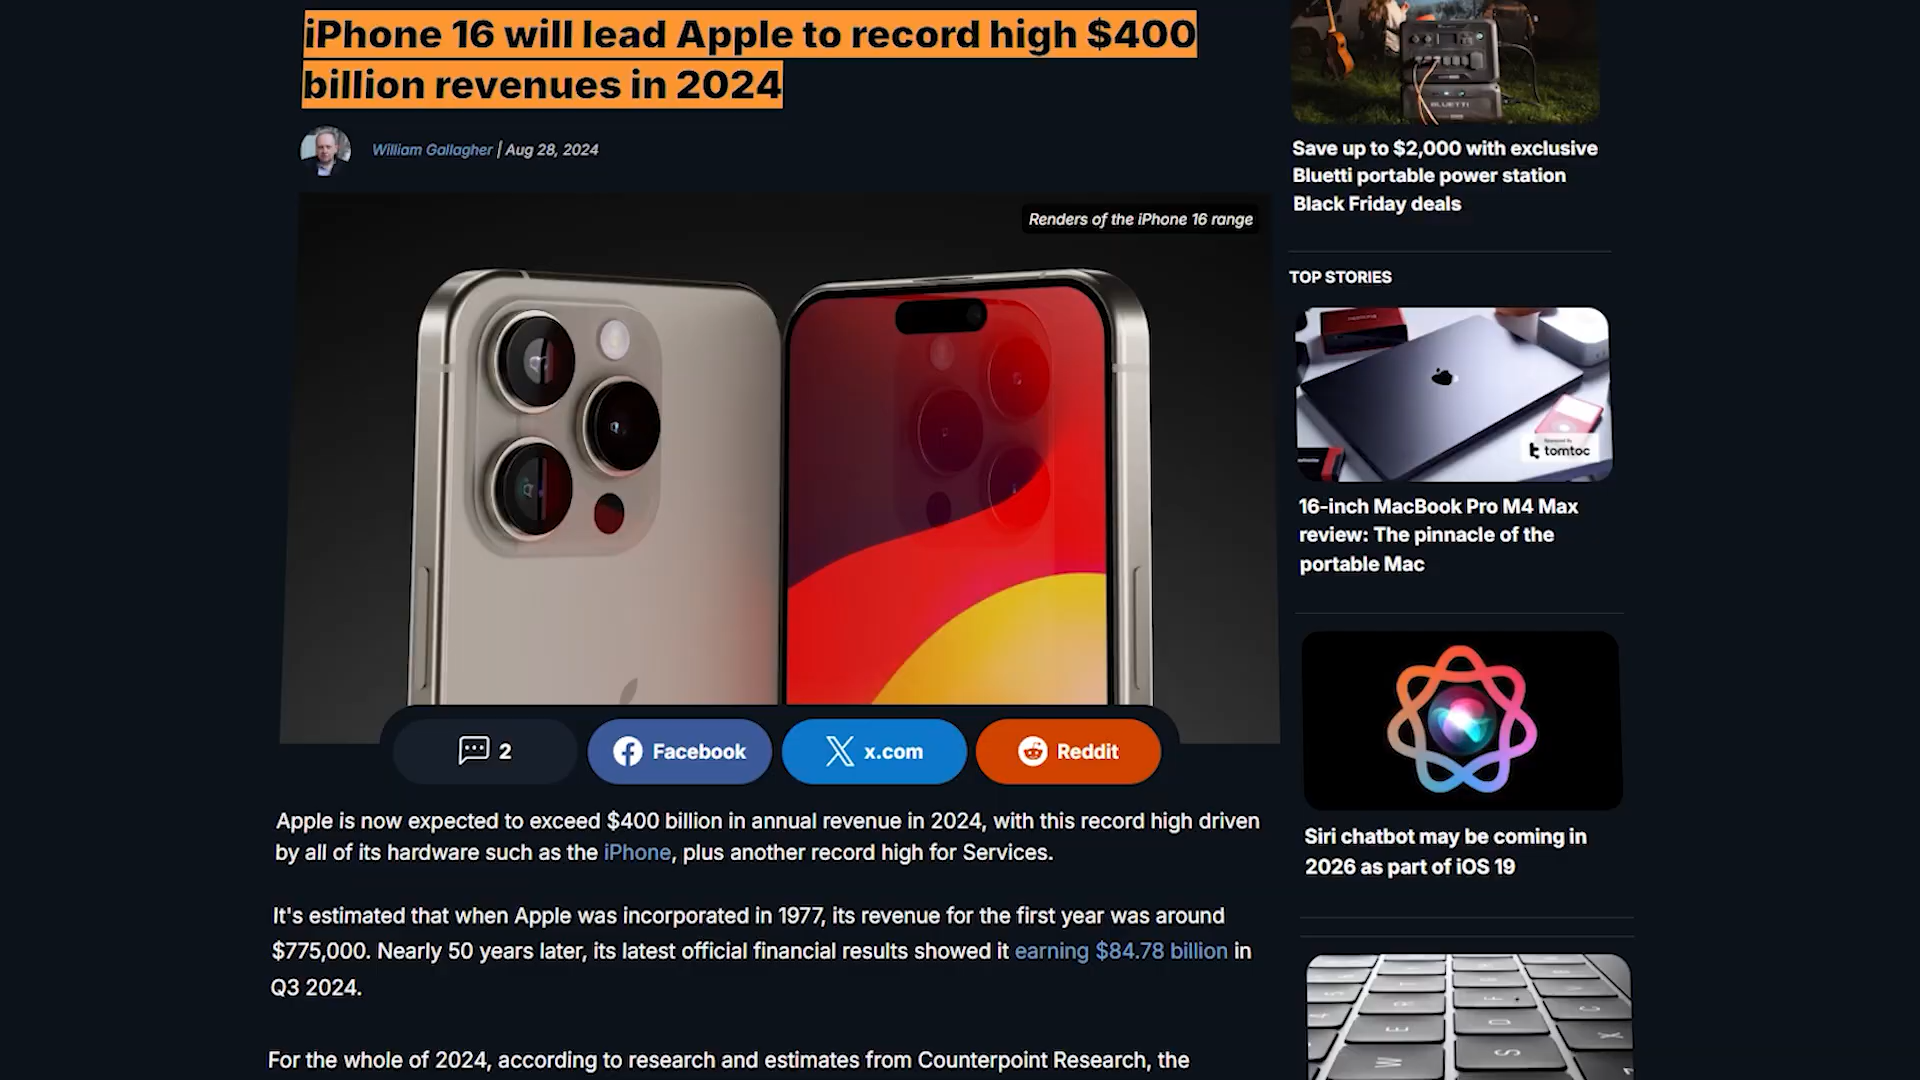 iPhone 16 will lead Apple to record high $400
billion revenues in 2024
William Gallagher | Aug 28, 2024
Renders of the iPhone 16 range
2
Facebook
x.com
Reddit
Apple is now expected to exceed $400 billion in annual revenue in 2024, with this record high driven
by all of its hardware such as the iPhone, plus another record high for Services.
It's estimated that when Apple was incorporated in 1977, its revenue for the first year was around
$775,000. Nearly 50 years later, its latest official financial results showed it earning $84.78 billion in
Q3 2024.
For the whole of 2024, according to research and estimates from Counterpoint Research, the
BLUETTI
Save up to $2,000 with exclusive
Bluetti portable power station
Black Friday deals
TOP STORIES
tomtoc
16-inch MacBook Pro M4 Max
review: The pinnacle of the
portable Mac
Siri chatbot may be coming in
2026 as part of iOS 19